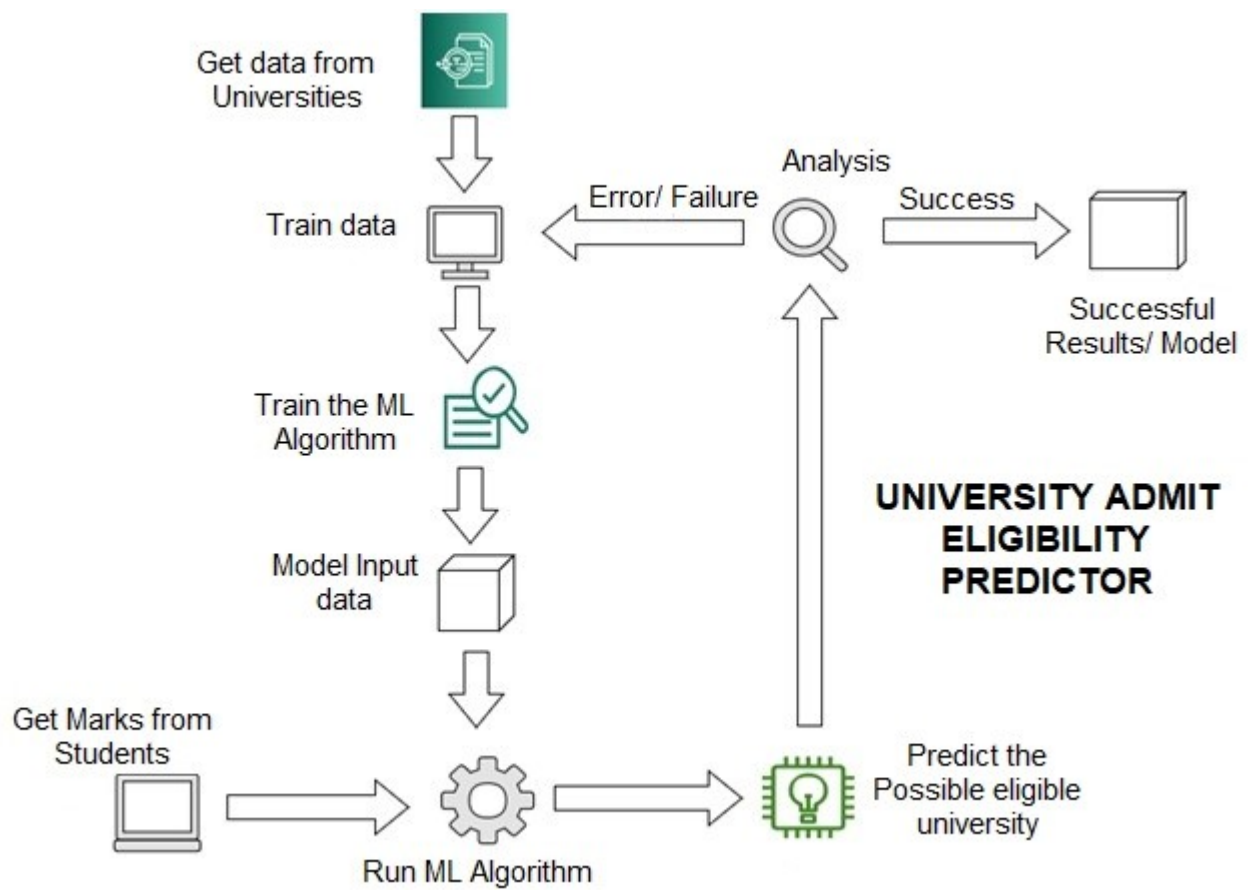 Get data from
Universities
Analysis
Error/ Failure
Success
Train data
Successful
Results/ Model
Train the ML
Algorithm
UNIVERSITY ADMIT
ELIGIBILITY
PREDICTOR
Model Input
data
Get Marks from
Students
Predict the
Possible eligible
university
Run ML Algorithm